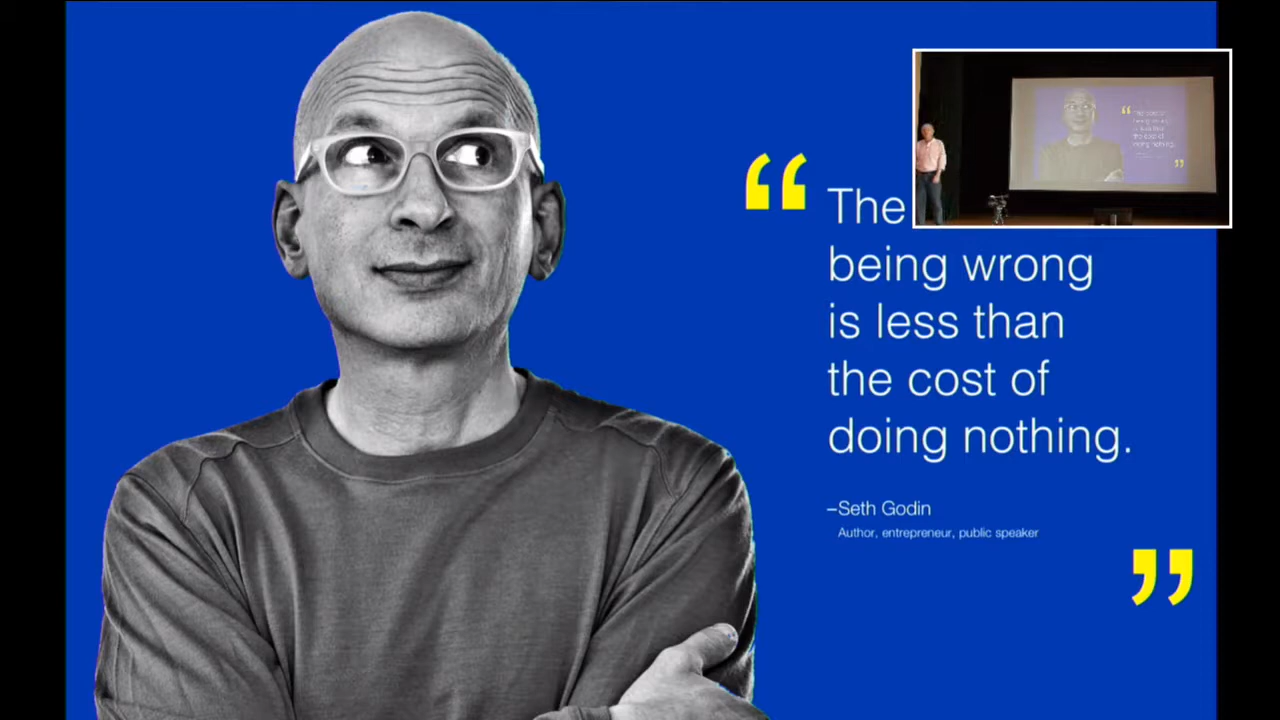 “ The
being wrong
is less than
the cost of
doing nothing.
–Seth Godin
Author, entrepreneur, public speaker
”